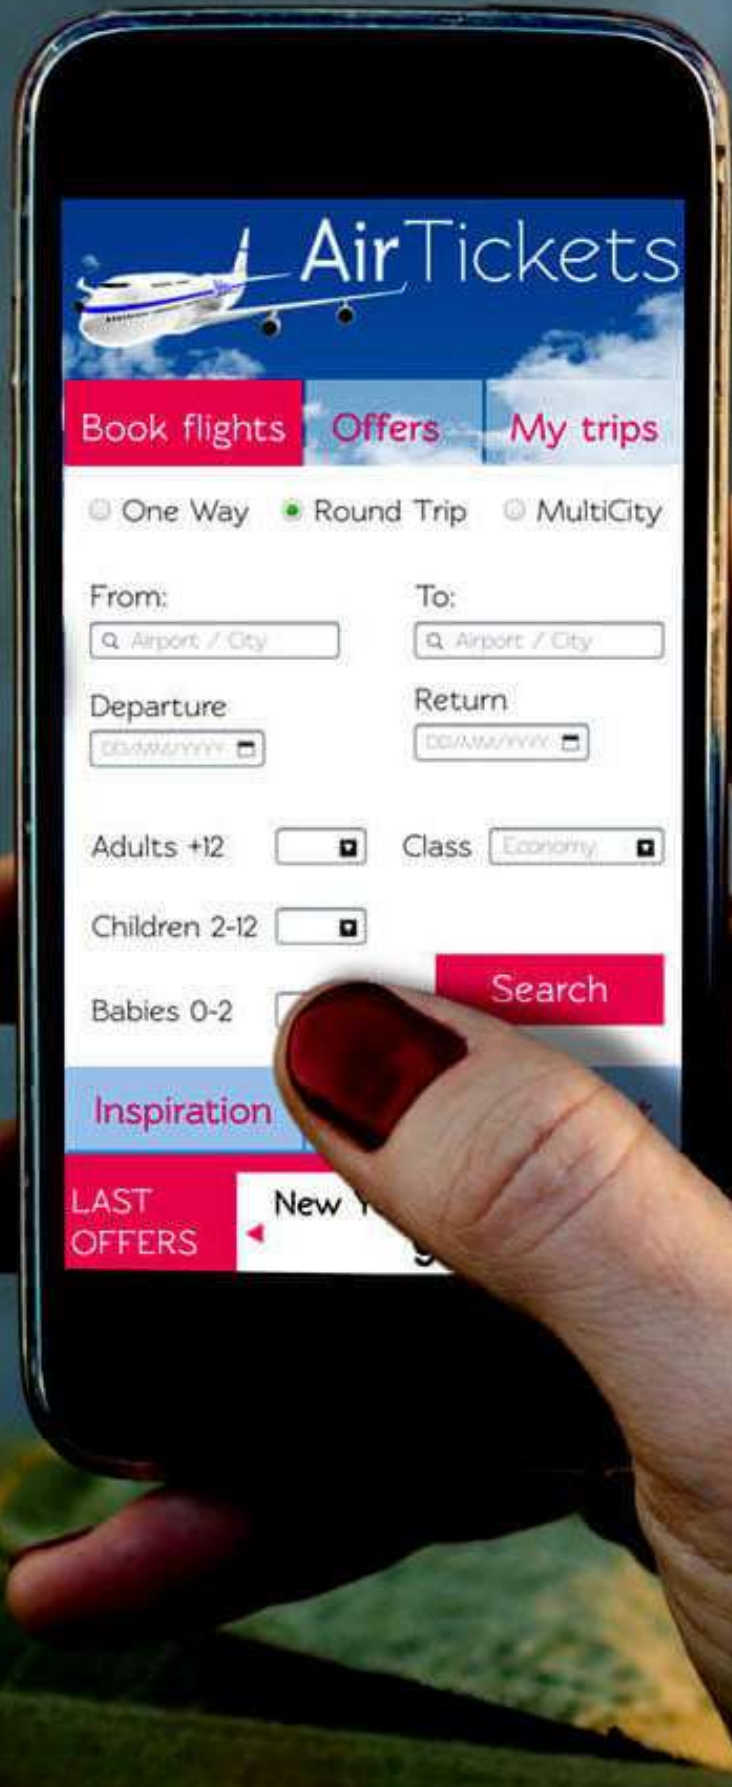 AirTickets
Book flights Offers My trips
One Way Round Trip MultiCity
From: To:
Airport / City Airport / City
Departure Return
DD/MM/YYYY DD/MM/YYYY
Adults +12 Class Economy
Children 2-12
Search
Babies 0-2
Inspiration
LAST New
OFFERS